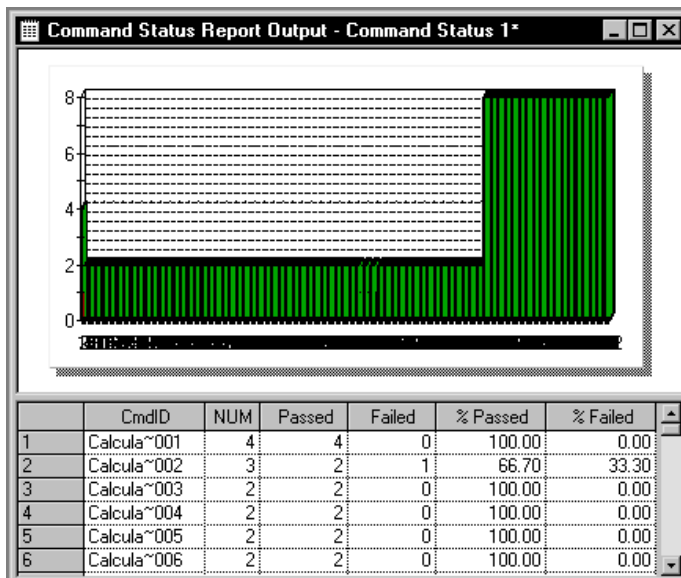 Command Status Report Output - Command Status 1*
8
6
4
2
0
CmdID NUM Passed Failed % Passed % Failed
1 Calcula~001 4 4 0 100.00 0.00
2 Calcula~002 3 2 1 66.70 33.30
3 Calcula~003 2 2 0 100.00 0.00
4 Calcula~004 2 2 0 100.00 0.00
5 Calcula~005 2 2 0 100.00 0.00
6 Calcula~006 2 2 0 100.00 0.00